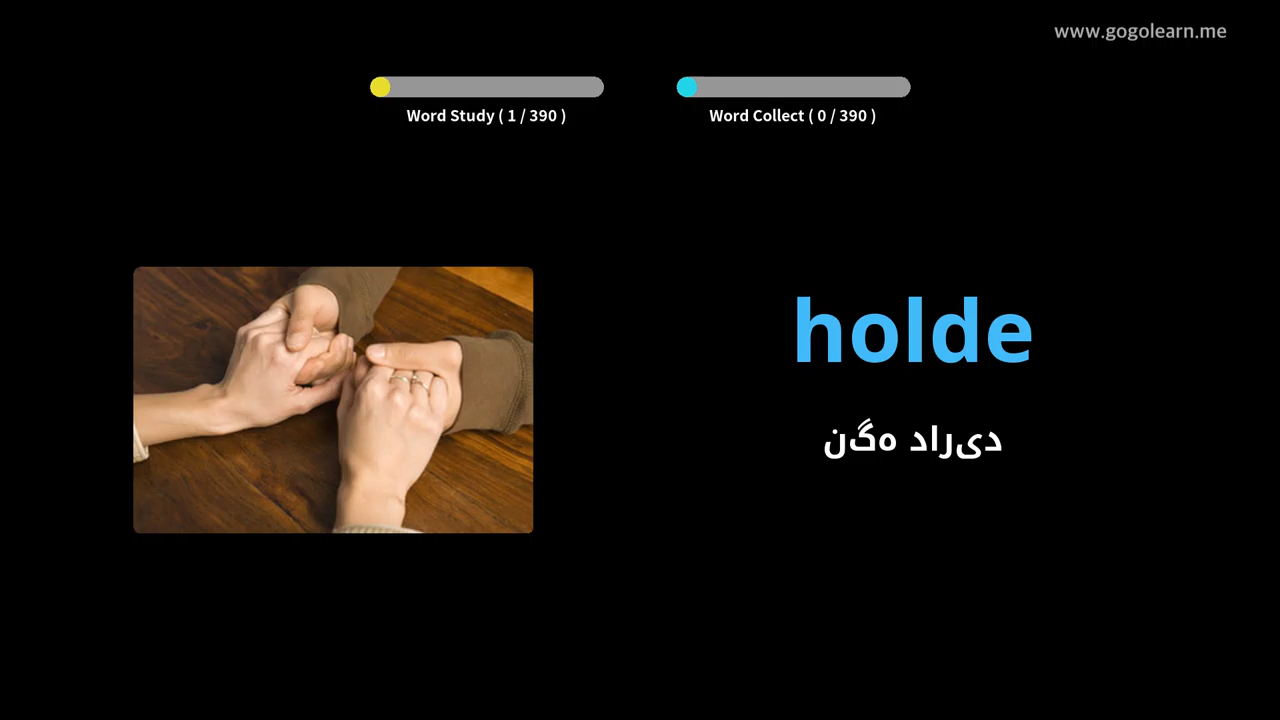 www.gogolearn.me
Word Study ( 1 / 390 )
Word Collect ( 0 / 390 )
holde
دیراد هگن